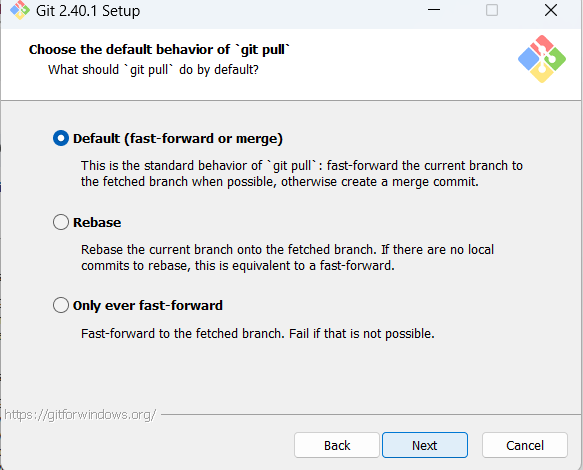 Git 2.40.1 Setup
Choose the default behavior of `git pull`
What should `git pull` do by default?
Default (fast-forward or merge)
This is the standard behavior of `git pull`: fast-forward the current branch to
the fetched branch when possible, otherwise create a merge commit.
Rebase
Rebase the current branch onto the fetched branch. If there are no local
commits to rebase, this is equivalent to a fast-forward.
Only ever fast-forward
Fast-forward to the fetched branch. Fail if that is not possible.
https://gitforwindows.org/
Back Next Cancel